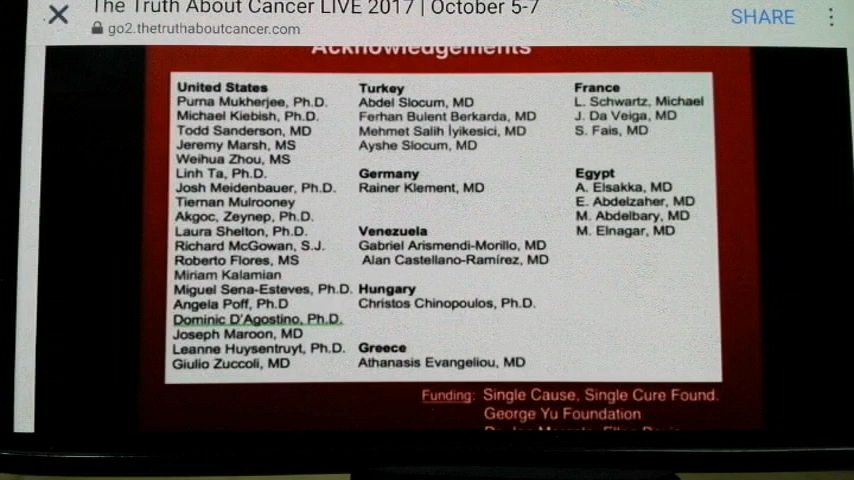 The Truth About Cancer LIVE 2017 | October 5-7
go2.thetruthaboutcancer.com
SHARE
Acknowledgements
United States
Purna Mukherjee, Ph.D.
Michael Kiebish, Ph.D.
Todd Sanderson, MD
Jeremy Marsh, MS
Weihua Zhou, MS
Linh Ta, Ph.D.
Josh Meidenbauer, Ph.D.
Tiernan Mulrooney
Akgoc, Zeynep, Ph.D.
Laura Shelton, Ph.D.
Richard McGowan, S.J.
Roberto Flores, MS
Miriam Kalamian
Miguel Sena-Esteves, Ph.D.
Angela Poff, Ph.D
Dominic D'Agostino, Ph.D.
Joseph Maroon, MD
Leanne Huysentruyt, Ph.D.
Giulio Zuccoli, MD
Turkey
Abdel Slocum, MD
Ferhan Bulent Berkarda, MD
Mehmet Salih İyikesici, MD
Ayshe Slocum, MD
Germany
Rainer Klement, MD
Venezuela
Gabriel Arismendi-Morillo, MD
Alan Castellano-Ramírez, MD
Hungary
Christos Chinopoulos, Ph.D.
Greece
Athanasis Evangeliou, MD
France
L. Schwartz, Michael
J. Da Veiga, MD
S. Fais, MD
Egypt
A. Elsakka, MD
E. Abdelzaher, MD
M. Abdelbary, MD
M. Elnagar, MD
Funding: Single Cause, Single Cure Found.
George Yu Foundation